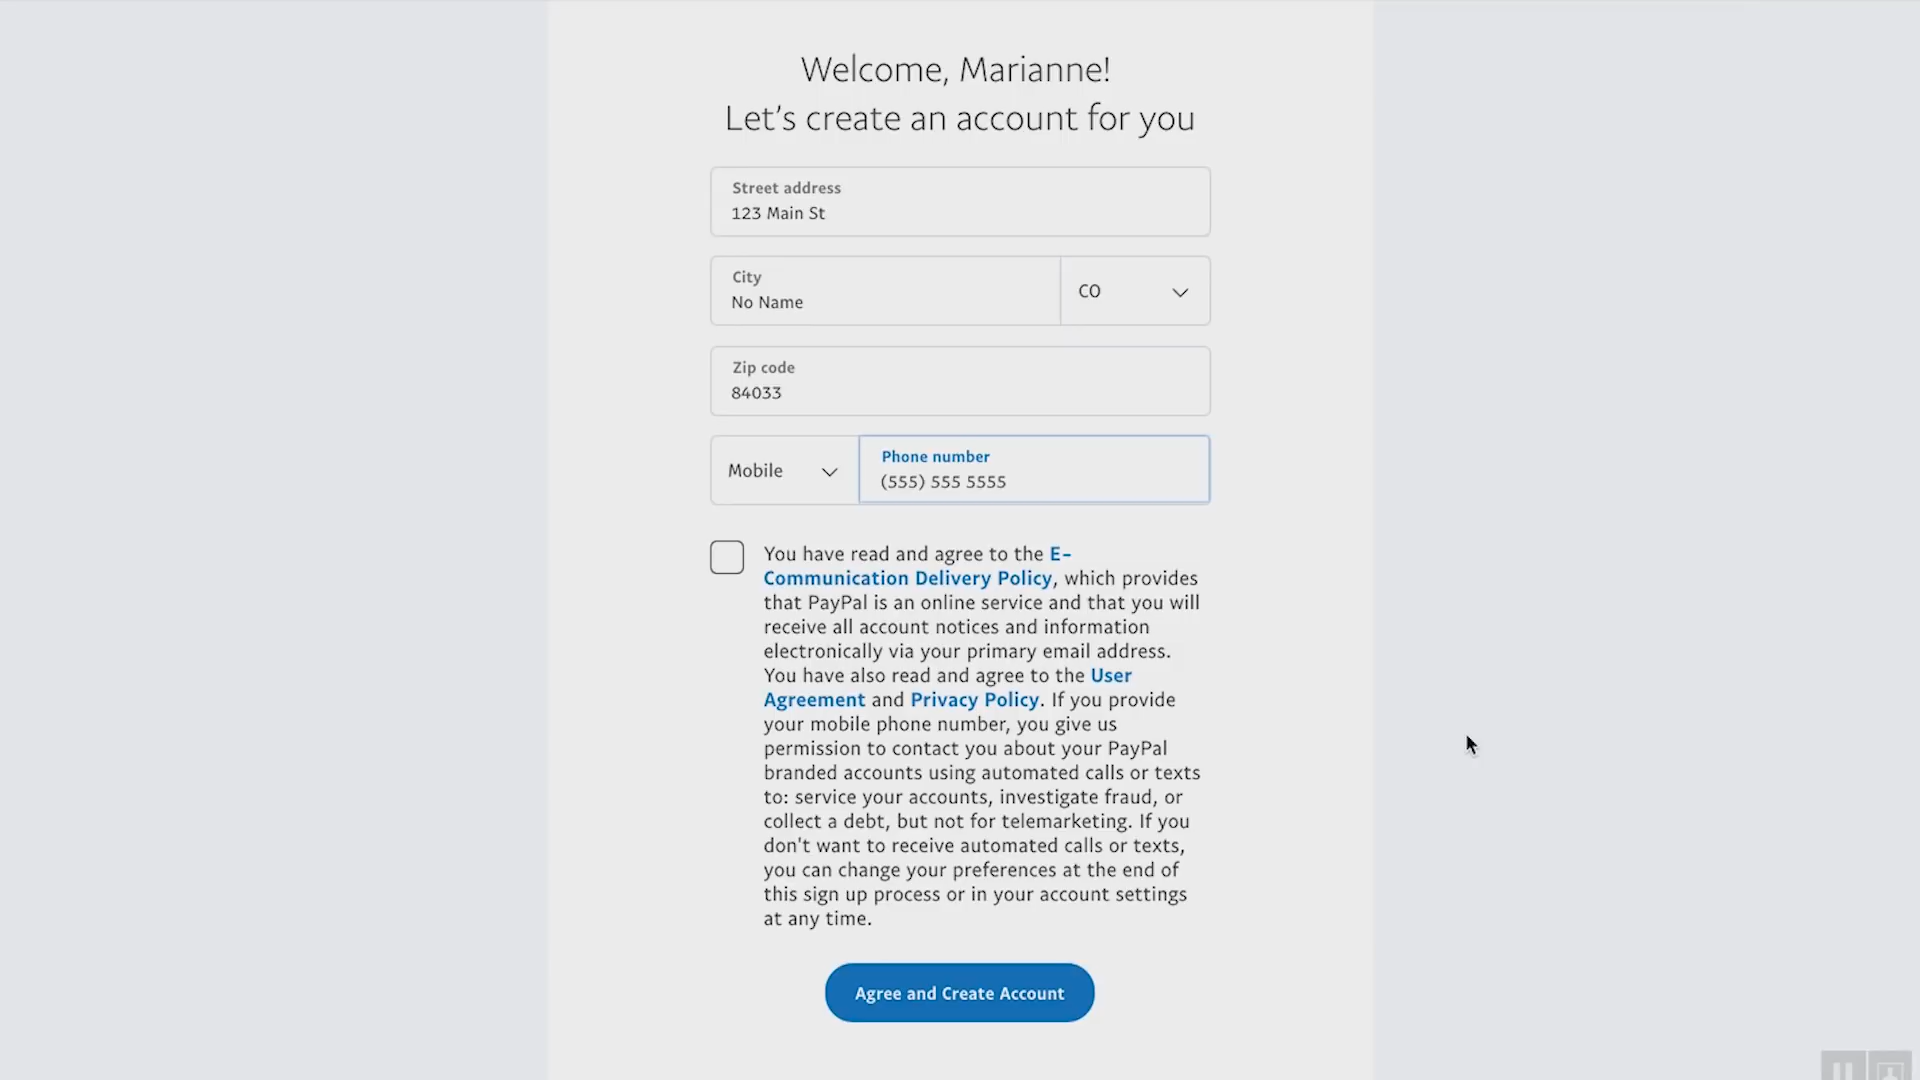 Welcome, Marianne!
Let's create an account for you
Street address
123 Main St
City
No Name
CO
Zip code
84033
Mobile
Phone number
(555) 555 5555
You have read and agree to the E-
Communication Delivery Policy, which provides
that PayPal is an online service and that you will
receive all account notices and information
electronically via your primary email address.
You have also read and agree to the User
Agreement and Privacy Policy. If you provide
your mobile phone number, you give us
permission to contact you about your PayPal
branded accounts using automated calls or texts
to: service your accounts, investigate fraud, or
collect a debt, but not for telemarketing. If you
don't want to receive automated calls or texts,
you can change your preferences at the end of
this sign up process or in your account settings
at any time.
Agree and Create Account